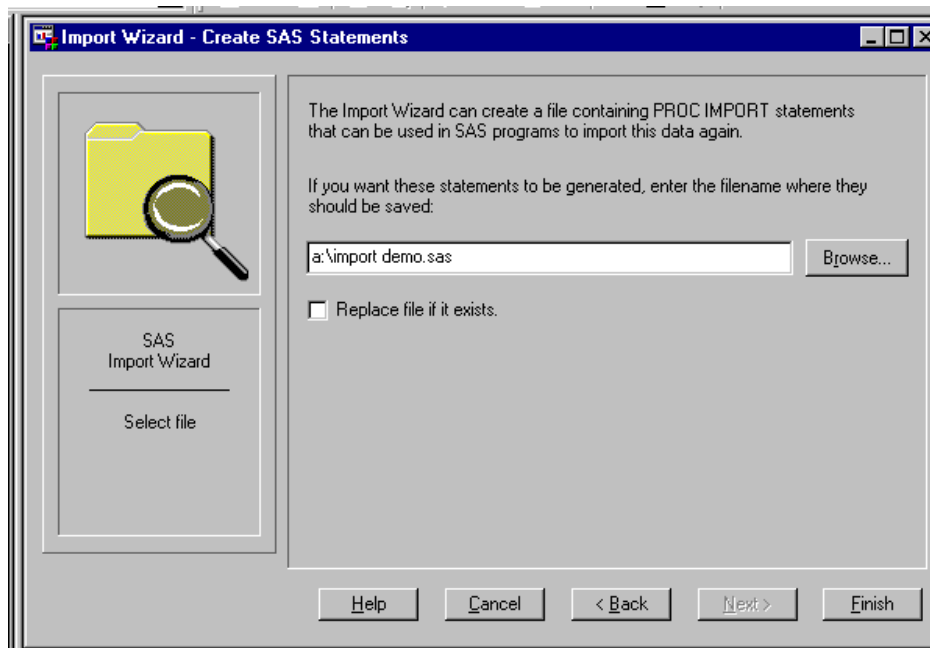 Import Wizard - Create SAS Statements
The Import Wizard can create a file containing PROC IMPORT statements
that can be used in SAS programs to import this data again.
If you want these statements to be generated, enter the filename where they
should be saved:
a:\import demo.sas
Browse...
Replace file if it exists.
SAS
Import Wizard
Select file
Help
Cancel
< Back
Next >
Finish